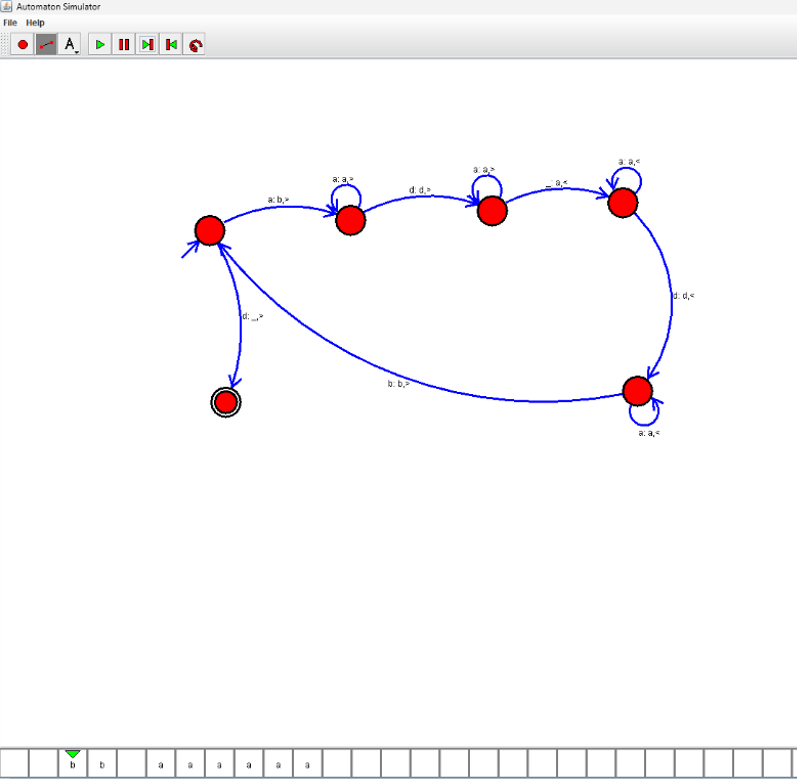 Automaton Simulator
File Help
A
a: a,< 
a: a,>
a: a,>
_: a,<
d: d,>
a: b,>
d: d,<
d: _,>
b: b,>
a: a,<
b b a a a a a a